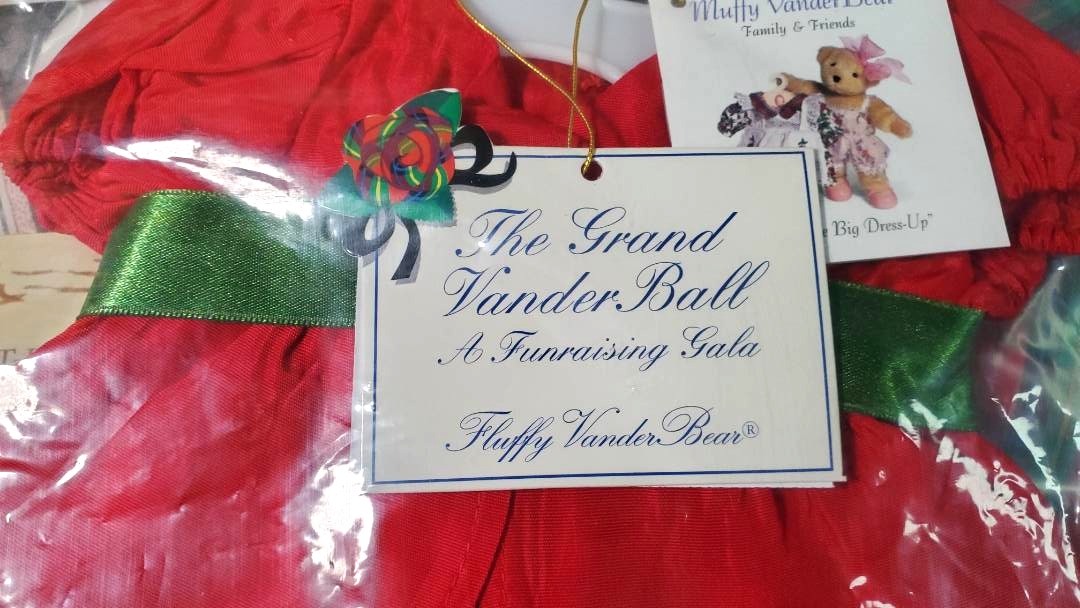 Muffy VanderBear
Family & Friends
Big Dress-Up"
The Grand
VanderBall
A Funraising Gala
Fluffy VanderBear®